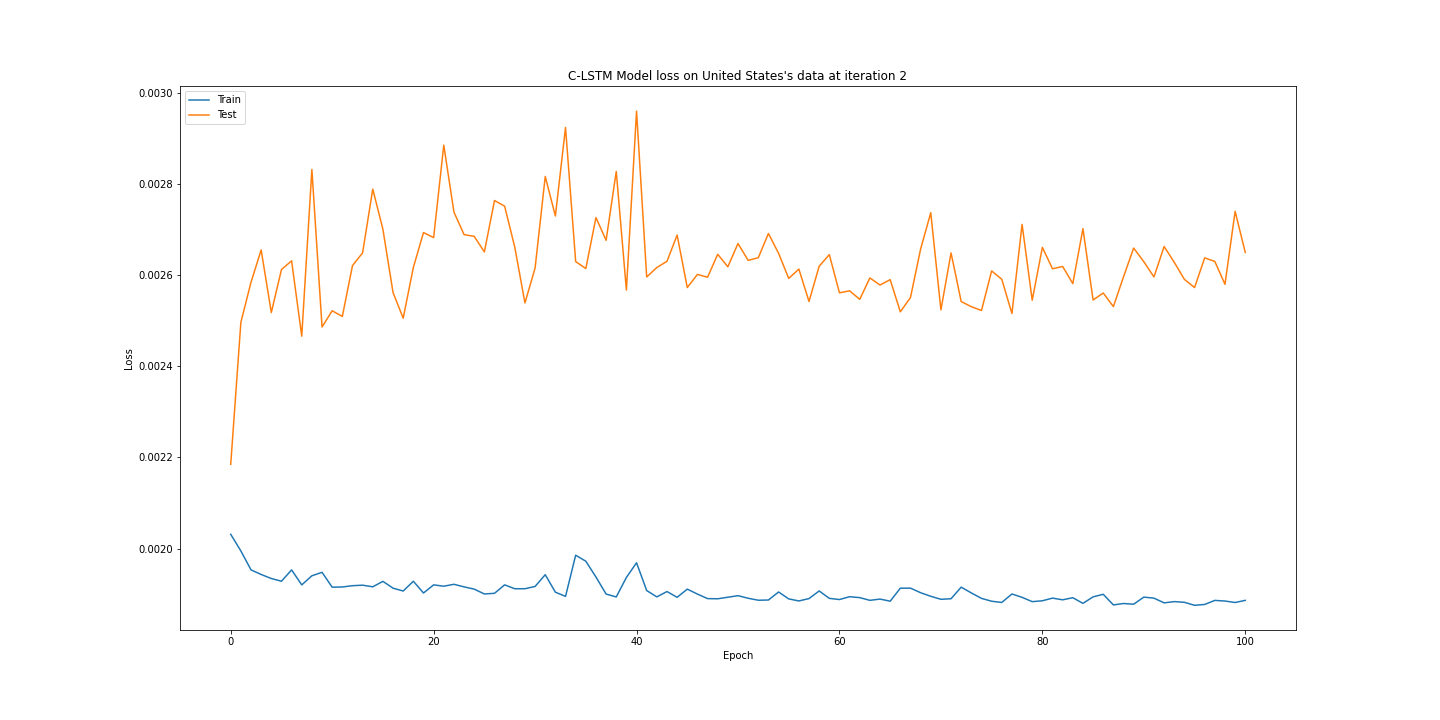 C-LSTM Model loss on United States's data at iteration 2
Train
Test
0.0030
0.0028
0.0026
0.0024
0.0022
0.0020
Loss
0 20 40 60 80 100
Epoch